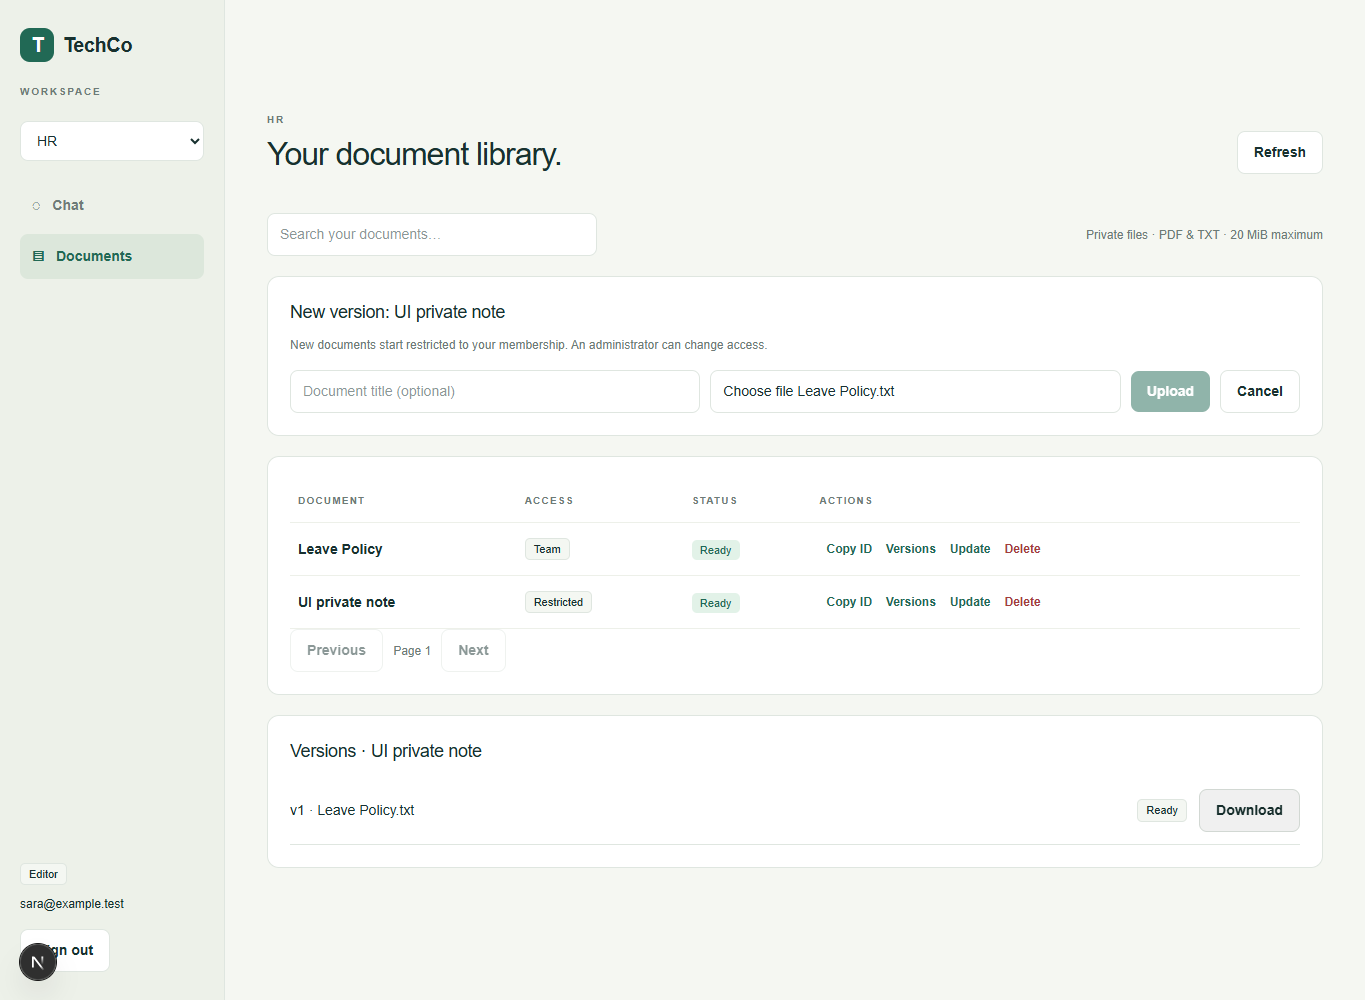 T TechCo
WORKSPACE
HR
Chat
Documents
Editor
sara@example.test
gn out
N
HR
Your document library.
Refresh
Search your documents...
Private files · PDF & TXT · 20 MiB maximum
New version: UI private note
New documents start restricted to your membership. An administrator can change access.
Document title (optional) Choose file Leave Policy.txt Upload Cancel
DOCUMENT ACCESS STATUS ACTIONS
Leave Policy Team Ready Copy ID Versions Update Delete
UI private note Restricted Ready Copy ID Versions Update Delete
Previous Page 1 Next
Versions · UI private note
v1 · Leave Policy.txt Ready Download